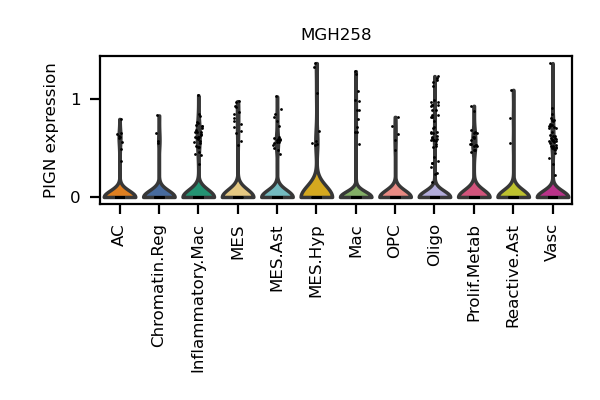 MGH258
PIGN expression
1
0
AC
Chromatin.Reg
Inflammatory.Mac
MES
MES.Ast
MES.Hyp
Mac
OPC
Oligo
Prolif.Metab
Reactive.Ast
Vasc